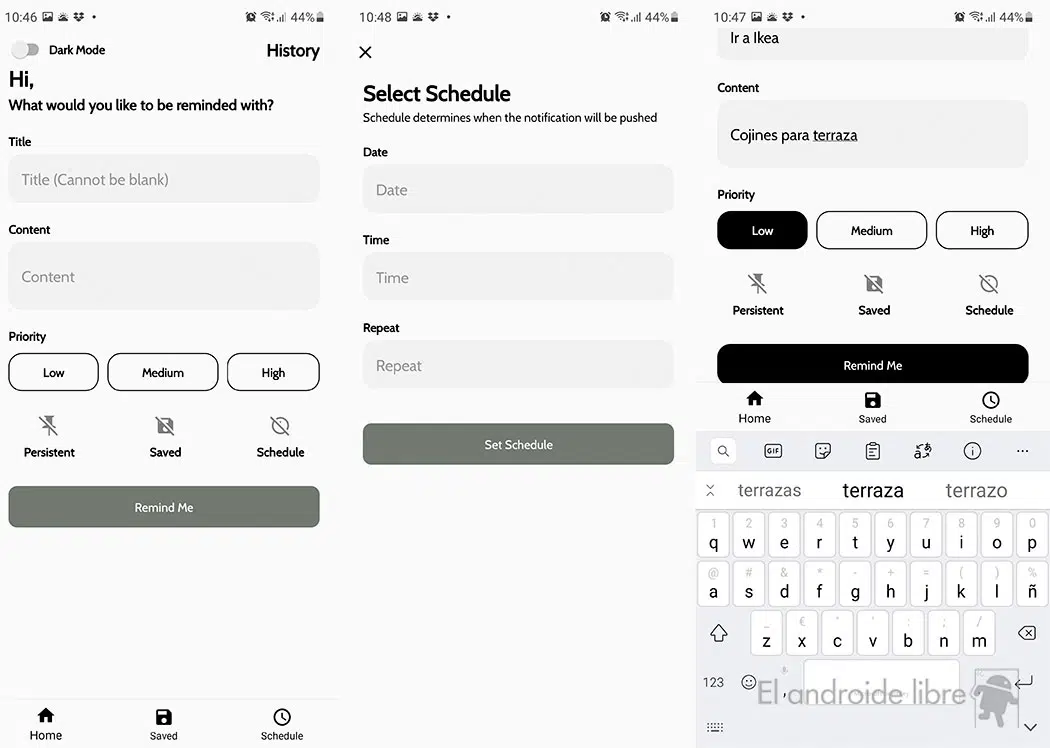 10:46
44%
Dark Mode
History
Hi,
What would you like to be reminded with?
Title
Title (Cannot be blank)
Content
Content
Priority
Low Medium High
Persistent Saved Schedule
Remind Me
Home Saved Schedule
10:48
44%
Select Schedule
Schedule determines when the notification will be pushed
Date
Date
Time
Time
Repeat
Repeat
Set Schedule
10:47
44%
Ir a Ikea
Content
Cojines para terraza
Priority
Low Medium High
Persistent Saved Schedule
Remind Me
Home Saved Schedule
GIF
terrazas terraza terrazo
1 2 3 4 5 6 7 8 9 0
q w e r t y u i o p
@ # & * - + = ( ) %
a s d f g h j k l ñ
_ € " ' : ; /
z x c v b n m
123 ,
El androide libre